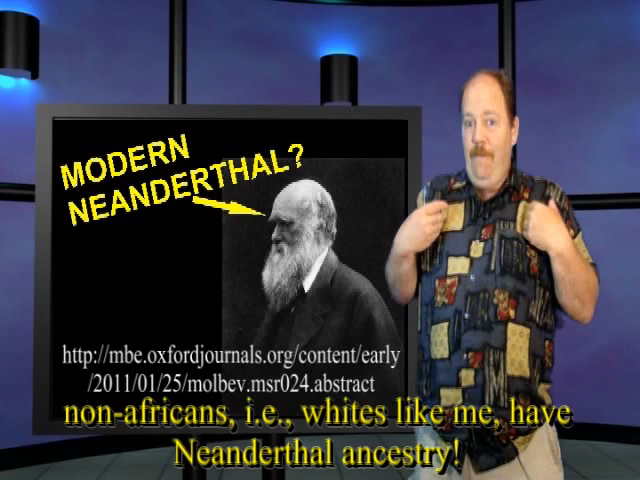 MODERN
NEANDERTHAL?
http://mbe.oxfordjournals.org/content/early
/2011/01/25/molbev.msr024.abstract
non-africans, i.e., whites like me, have
Neanderthal ancestry!